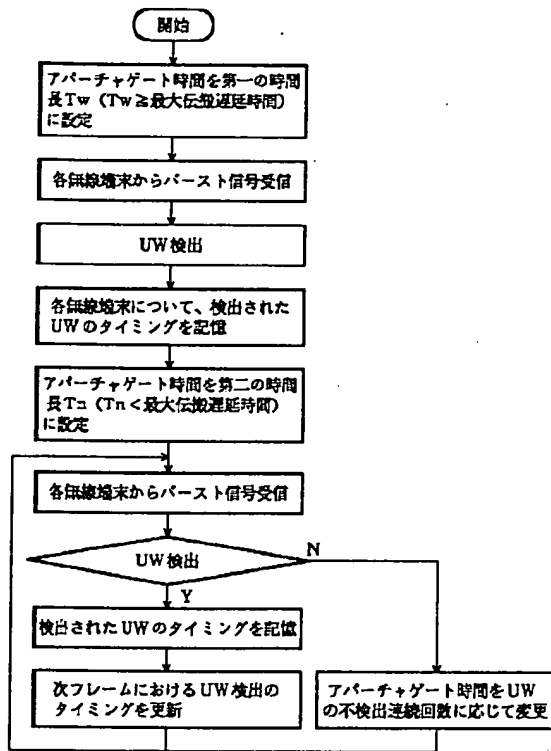 開始
アパーチャゲート時間を第一の時間
長Tw(Tw≧最大伝搬遅延時間)
に設定
各無線端末からバースト信号受信
UW検出
各無線端末について、検出された
UWのタイミングを記憶
アパーチャゲート時間を第二の時間
長Tn(Tn<最大伝搬遅延時間)
に設定
各無線端末からバースト信号受信
UW検出
N
Y
検出されたUWのタイミングを記憶
次フレームにおけるUW検出の
タイミングを更新
アパーチャゲート時間をUW
の不検出連続回数に応じて変更